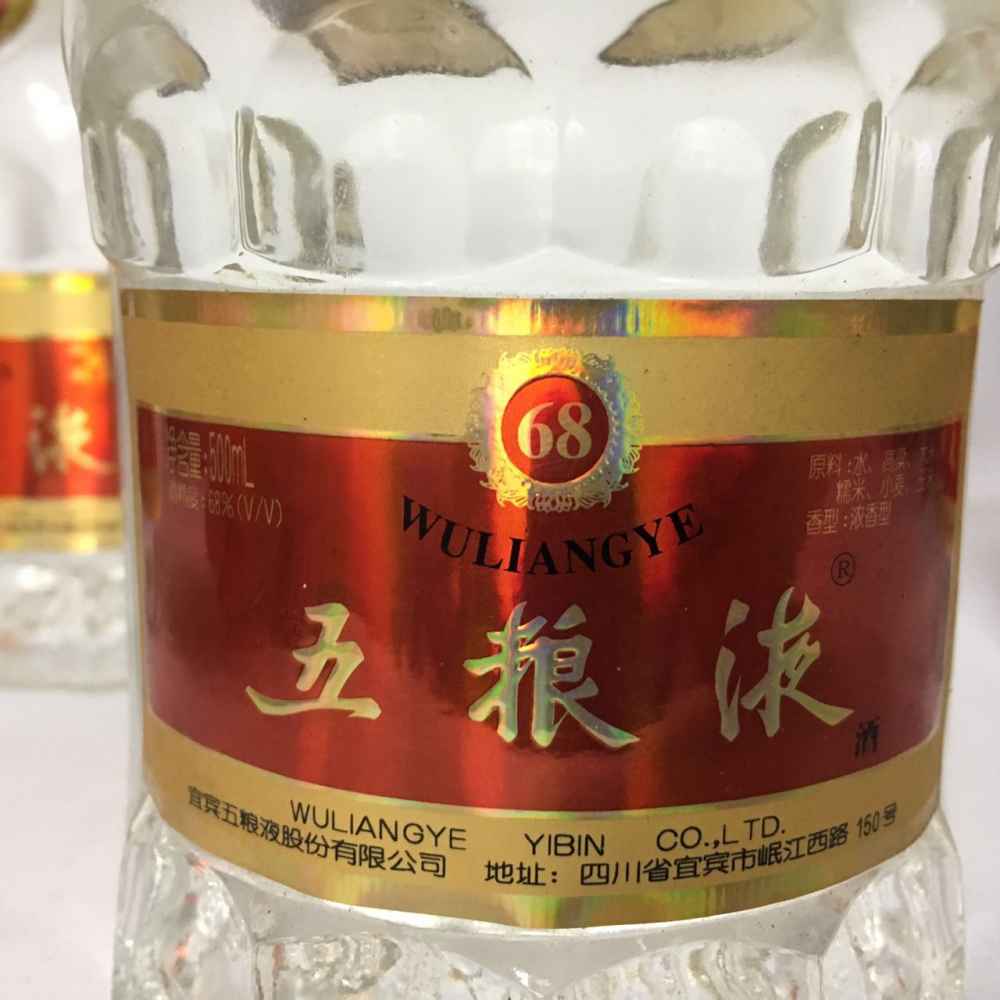 68
净含量:500mL
酒精度:68%(V/V)
原料:水、高粱、
糯米、小麦、
香型:浓香型
WULIANGYE
®
五粮液
酒
WULIANGYE YIBIN CO.,LTD.
宜宾五粮液股份有限公司 地址:四川省宜宾市岷江西路 150号
液